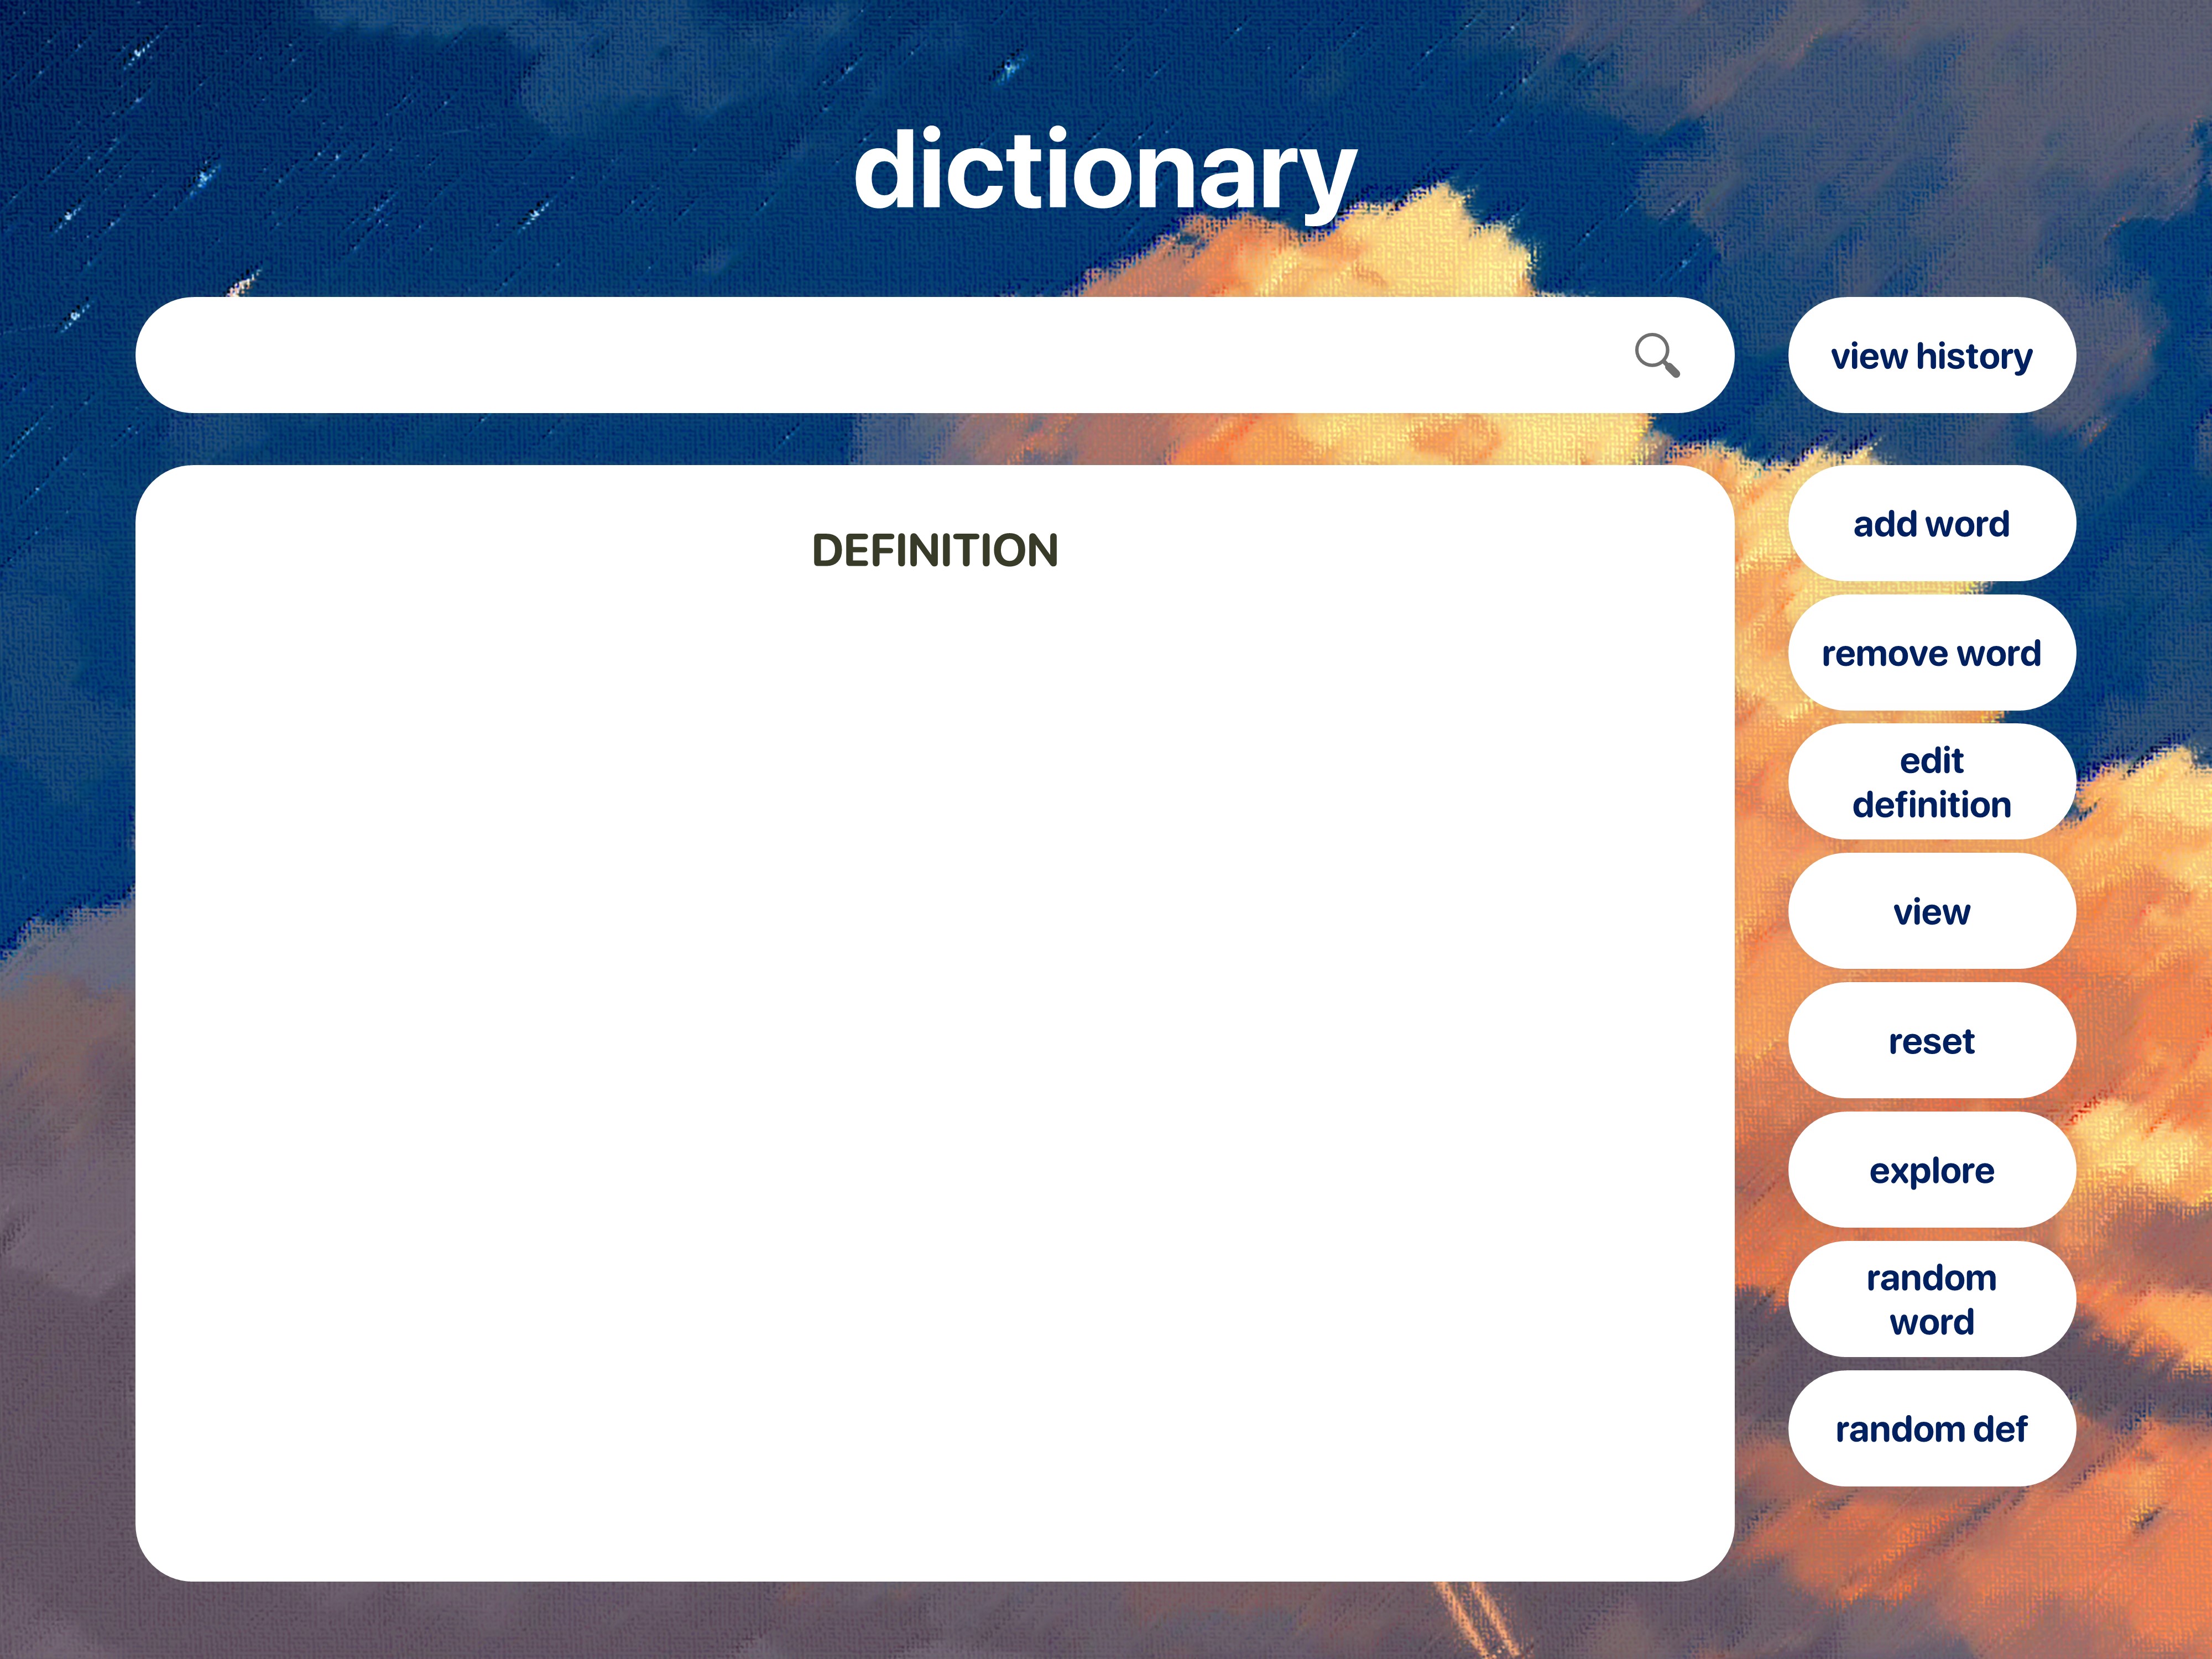 dictionary
view history
DEFINITION
add word
remove word
edit
definition
view
reset
explore
random
word
random def